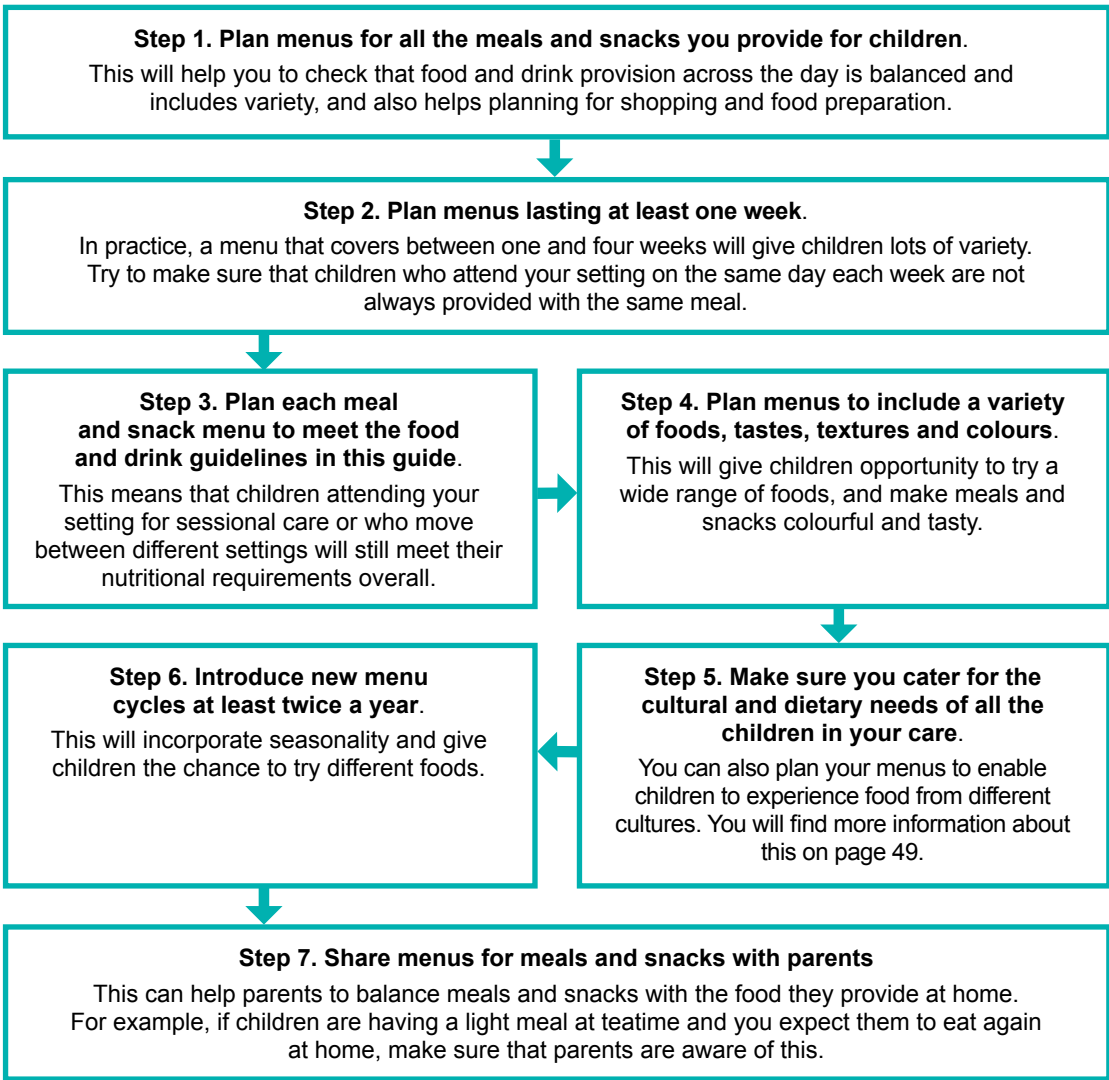 Step 1. Plan menus for all the meals and snacks you provide for children.
This will help you to check that food and drink provision across the day is balanced and
includes variety, and also helps planning for shopping and food preparation.
Step 2. Plan menus lasting at least one week.
In practice, a menu that covers between one and four weeks will give children lots of variety.
Try to make sure that children who attend your setting on the same day each week are not
always provided with the same meal.
Step 3. Plan each meal
and snack menu to meet the food
and drink guidelines in this guide.
This means that children attending your
setting for sessional care or who move
between different settings will still meet their
nutritional requirements overall.
Step 4. Plan menus to include a variety
of foods, tastes, textures and colours.
This will give children opportunity to try a
wide range of foods, and make meals and
snacks colourful and tasty.
Step 5. Make sure you cater for the
cultural and dietary needs of all the
children in your care.
You can also plan your menus to enable
children to experience food from different
cultures. You will find more information about
this on page 49.
Step 6. Introduce new menu
cycles at least twice a year.
This will incorporate seasonality and give
children the chance to try different foods.
Step 7. Share menus for meals and snacks with parents
This can help parents to balance meals and snacks with the food they provide at home.
For example, if children are having a light meal at teatime and you expect them to eat again
at home, make sure that parents are aware of this.